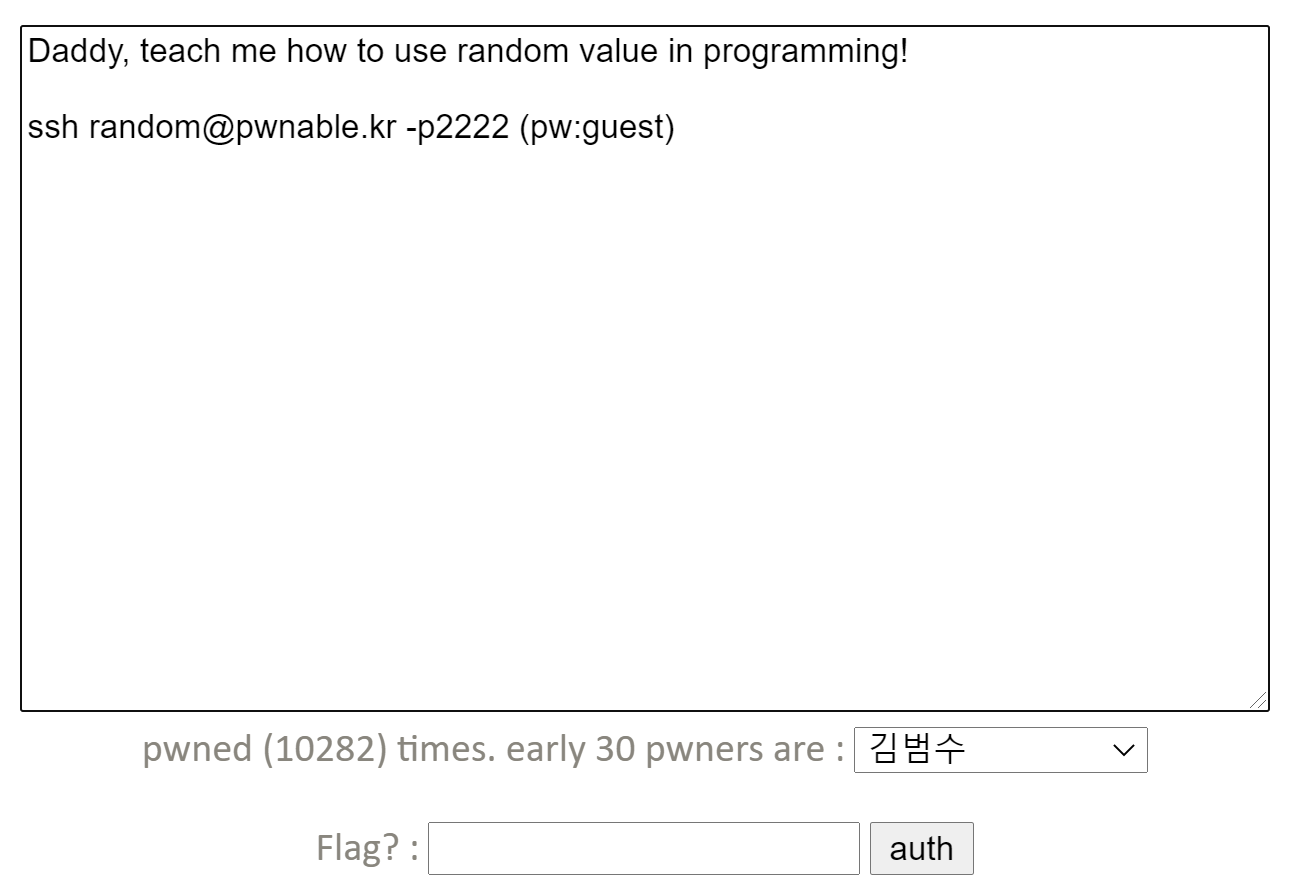 Daddy, teach me how to use random value in programming!
ssh random@pwnable.kr -p2222 (pw:guest)
pwned (10282) times. early 30 pwners are : 김범수
Flag? : auth